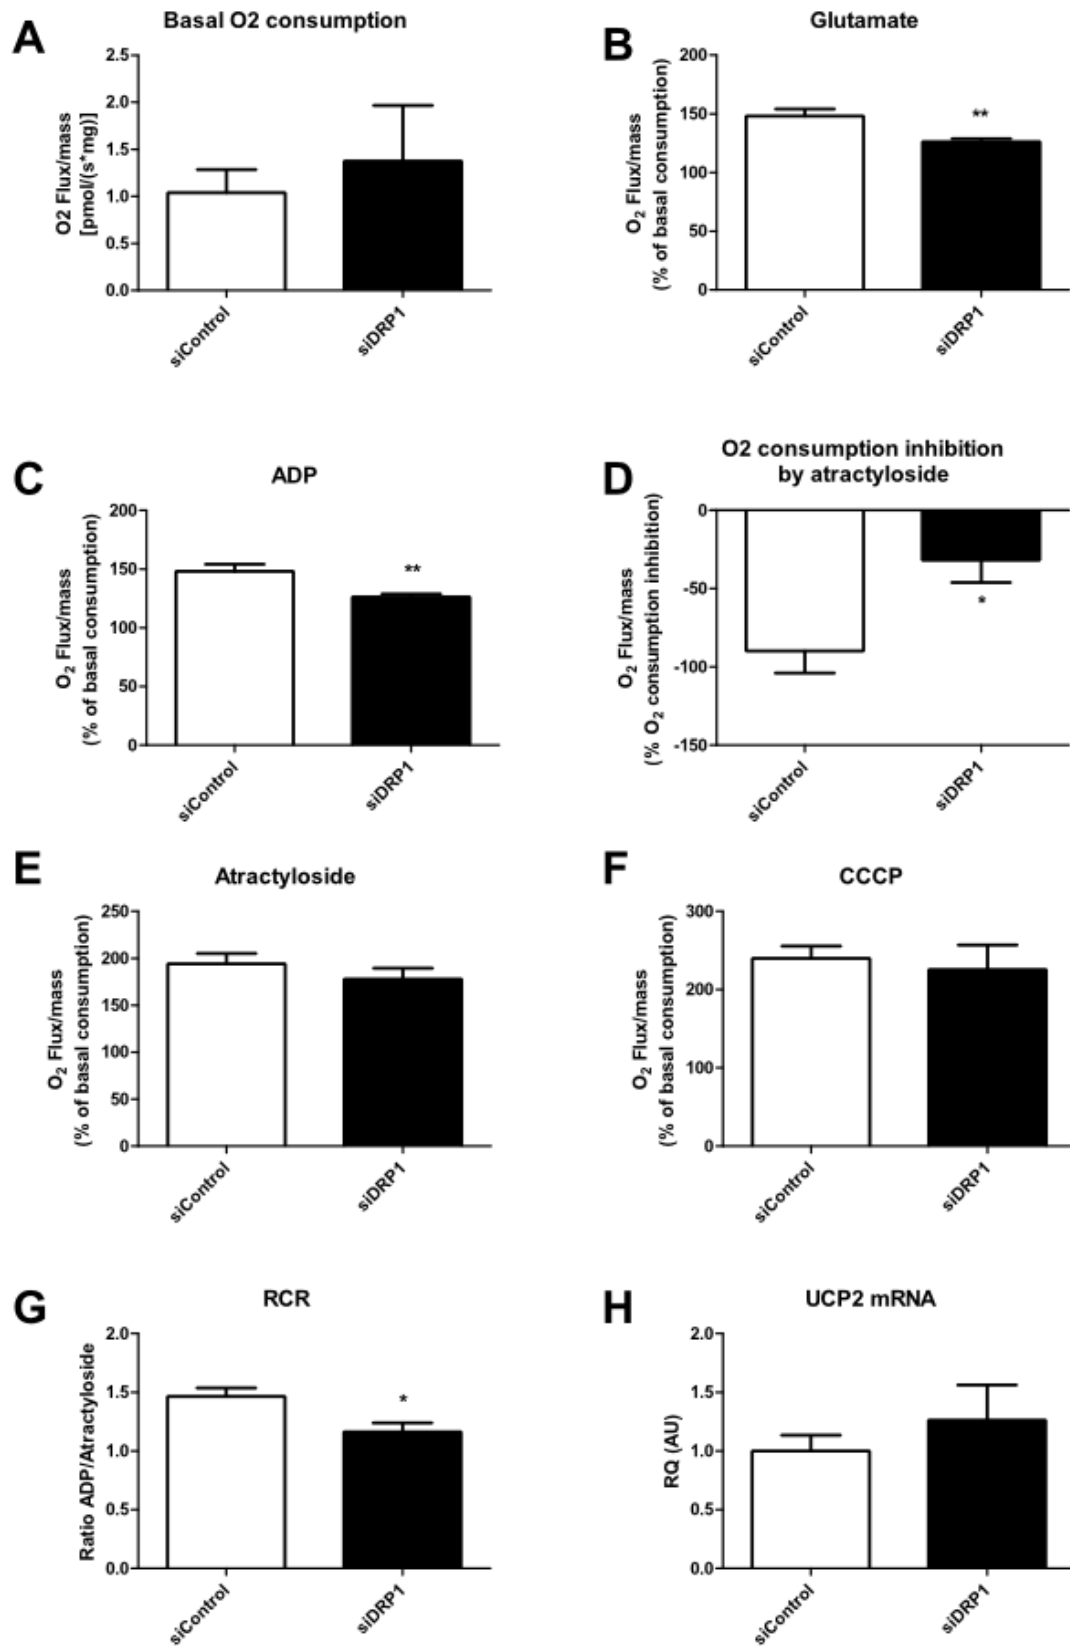 A
Basal O2 consumption
O2 Flux/mass
[pmol/(s*mg)]
2.5
2.0
1.5
1.0
0.5
0.0
siControl
siDRP1
B
Glutamate
O2 Flux/mass
(% of basal consumption)
200
150
100
50
0
**
siControl
siDRP1
C
ADP
O2 Flux/mass
(% of basal consumption)
200
150
100
50
0
**
siControl
siDRP1
D
O2 consumption inhibition
by atractyloside
O2 Flux/mass
(% O2 consumption inhibition)
0
-50
-100
-150
*
siControl
siDRP1
E
Atractyloside
O2 Flux/mass
(% of basal consumption)
250
200
150
100
50
0
siControl
siDRP1
F
CCCP
O2 Flux/mass
(% of basal consumption)
300
200
100
0
siControl
siDRP1
G
RCR
Ratio ADP/Atractyloside
2.0
1.5
1.0
0.5
0.0
*
siControl
siDRP1
H
UCP2 mRNA
RQ (AU)
2.0
1.5
1.0
0.5
0.0
siControl
siDRP1